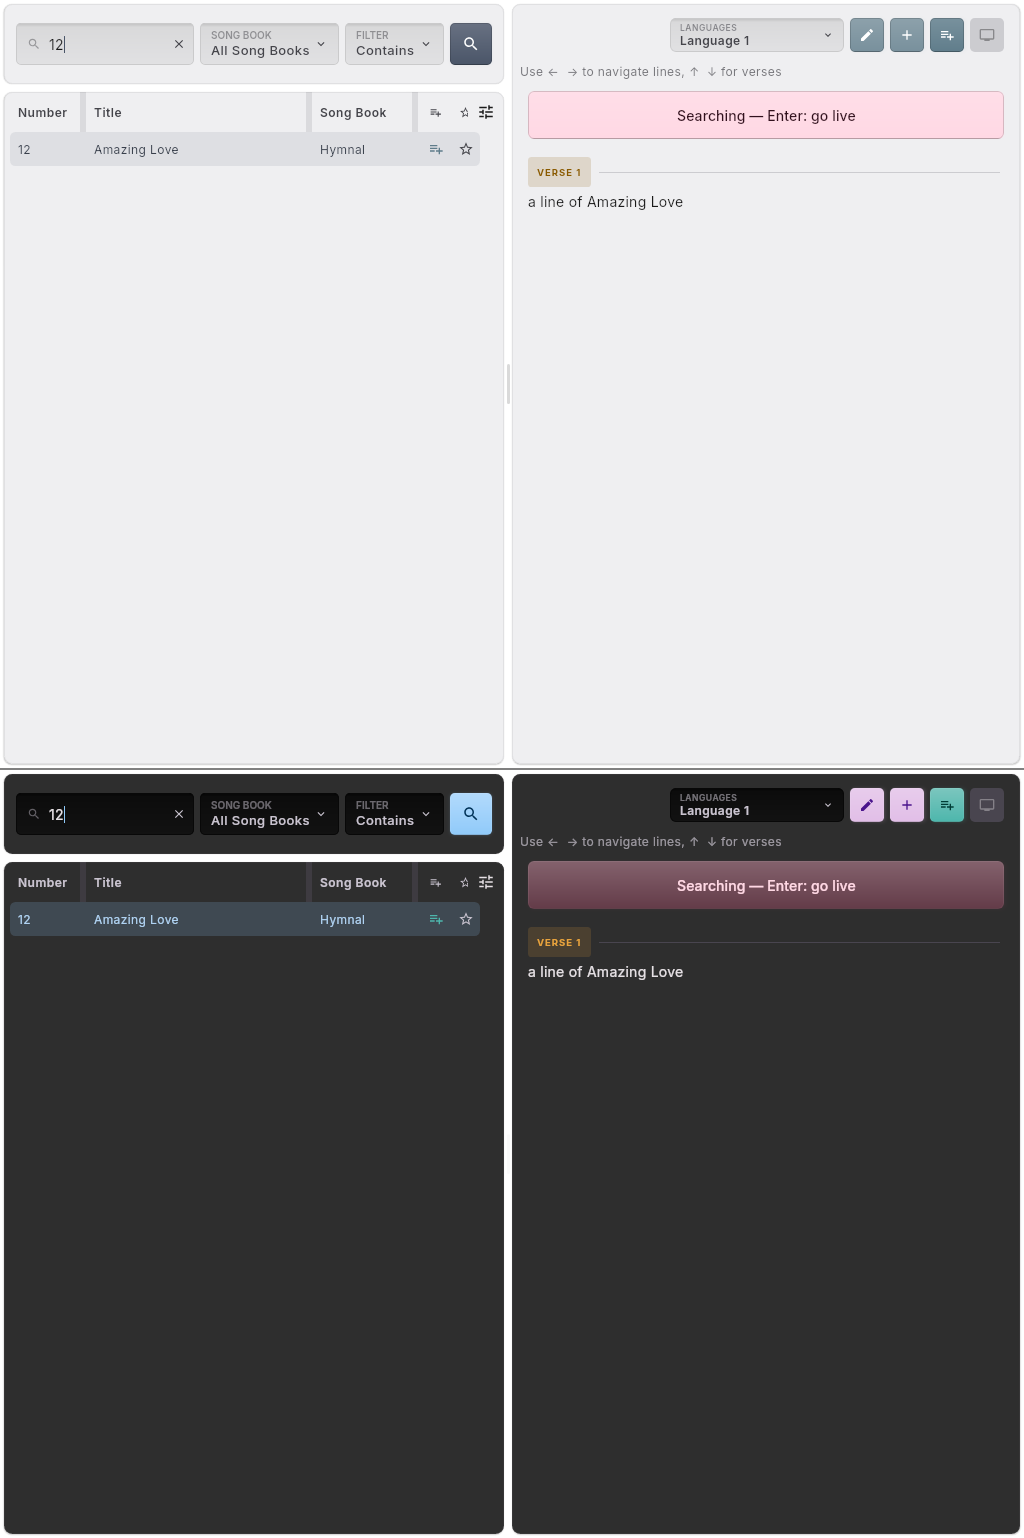 12
SONG BOOK
All Song Books
FILTER
Contains
Number Title Song Book
12 Amazing Love Hymnal
LANGUAGES
Language 1
Use ← → to navigate lines, ↑ ↓ for verses
Searching — Enter: go live
VERSE 1
a line of Amazing Love
12
SONG BOOK
All Song Books
FILTER
Contains
Number Title Song Book
12 Amazing Love Hymnal
LANGUAGES
Language 1
Use ← → to navigate lines, ↑ ↓ for verses
Searching — Enter: go live
VERSE 1
a line of Amazing Love